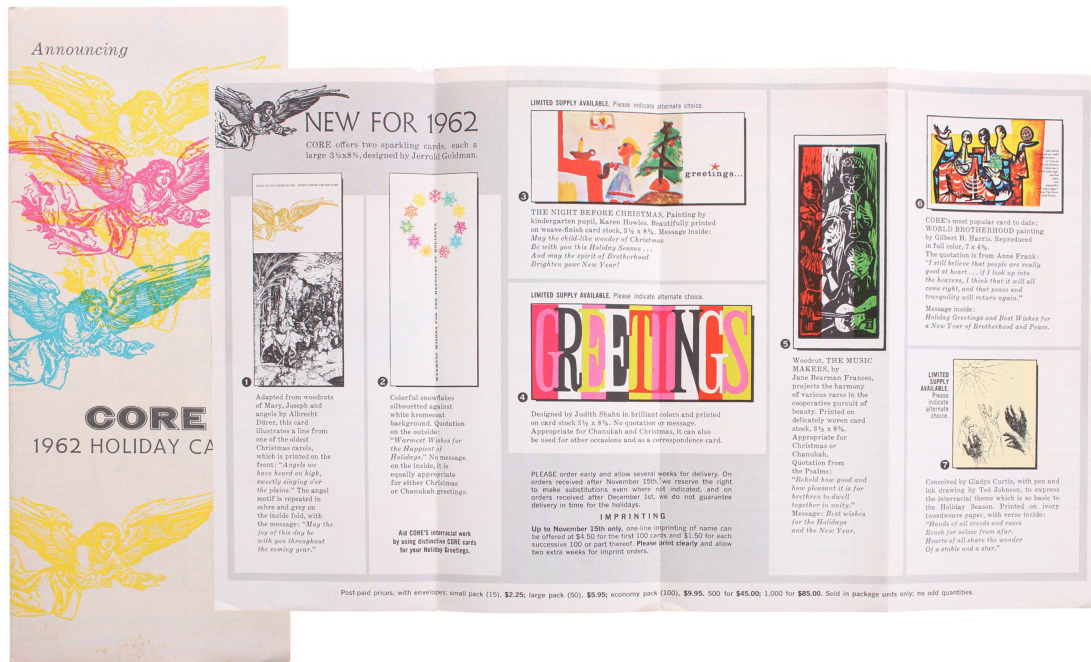 Announcing
CORE
1962 HOLIDAY CA
NEW FOR 1962
CORE offers two sparkling cards, each a
large 3½x8⅝, designed by Jerrold Goldman.
1
Adapted from woodcuts
of Mary, Joseph and
angels by Albrecht
Dürer, this card
illustrates a line from
one of the oldest
Christmas carols,
which is printed on the
front: "Angels we
have heard on high,
sweetly singing o'er
the plains." The angel
motif is repeated in
ochre and grey on
the inside fold, with
the message: "May the
joy of this day be
with you throughout
the coming year."
WARMEST WISHES FOR THE HAPPIEST OF HOLIDAYS
2
Colorful snowflakes
silhouetted against
white kromecoat
background. Quotation
on the outside:
"Warmest Wishes for
the Happiest of
Holidays." No message
on the inside, it is
equally appropriate
for either Christmas
or Chanukah greetings.
Aid CORE'S interracial work
by using distinctive CORE cards
for your Holiday Greetings.
LIMITED SUPPLY AVAILABLE. Please indicate alternate choice.
greetings...
3
THE NIGHT BEFORE CHRISTMAS. Painting by
kindergarten pupil, Karen Howles. Beautifully printed
on weave-finish card stock, 3½ x 8⅝. Message inside:
May the child-like wonder of Christmas
Be with you this Holiday Season . . .
And may the spirit of Brotherhood
Brighten your New Year!
LIMITED SUPPLY AVAILABLE. Please indicate alternate choice.
GREETINGS
4
Designed by Judith Shahn in brilliant colors and printed
on card stock 3½ x 8⅝. No quotation or message.
Appropriate for Chanukah and Christmas, it can also
be used for other occasions and as a correspondence card.
PLEASE order early and allow several weeks for delivery. On
orders received after November 15th, we reserve the right
to make substitutions even where not indicated, and on
orders received after December 1st, we do not guarantee
delivery in time for the holidays.
IMPRINTING
Up to November 15th only, one-line imprinting of name can
be offered at $4.50 for the first 100 cards and $1.50 for each
successive 100 or part thereof. Please print clearly and allow
two extra weeks for imprint orders.
5
Woodcut, THE MUSIC
MAKERS, by
Jane Bearman Frances,
projects the harmony
of various races in the
cooperative pursuit of
beauty. Printed on
delicately woven card
stock, 3½ x 8⅝.
Appropriate for
Christmas or
Chanukah.
Quotation from
the Psalms:
"Behold how good and
how pleasant it is for
brethren to dwell
together in unity."
Message: Best wishes
for the Holidays
and the New Year.
6
CORE's most popular card to date:
WORLD BROTHERHOOD painting
by Gilbert H. Harris. Reproduced
in full color, 7 x 4⅝.
The quotation is from Anne Frank:
"I still believe that people are really
good at heart . . . if I look up into
the heavens, I think that it will all
come right, and that peace and
tranquility will return again."
Message inside:
Holiday Greetings and Best Wishes for
a New Year of Brotherhood and Peace.
LIMITED
SUPPLY
AVAILABLE.
Please
indicate
alternate
choice.
7
Conceived by Gladys Curtis, with pen and
ink drawing by Ted Johnson, to express
the interracial theme which is so basic to
the Holiday Season. Printed on ivory
tweedweave paper, with verse inside:
"Hands of all creeds and races
Reach for solace from afar.
Hearts of all share the wonder
Of a stable and a star."
Post-paid prices, with envelopes: small pack (15), $2.25; large pack (50), $5.95; economy pack (100), $9.95. 500 for $45.00; 1,000 for $85.00. Sold in package units only; no odd quantities.